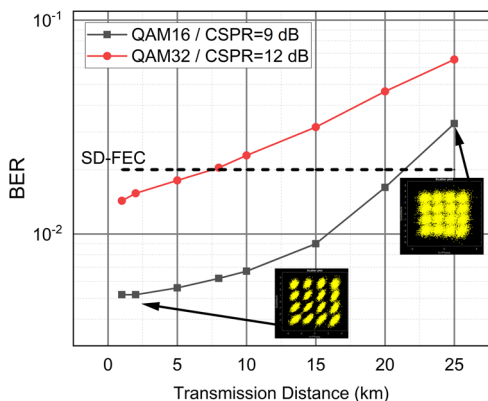 10⁻¹
QAM16 / CSPR=9 dB
QAM32 / CSPR=12 dB
SD-FEC
BER
10⁻²
0 5 10 15 20 25
Transmission Distance (km)